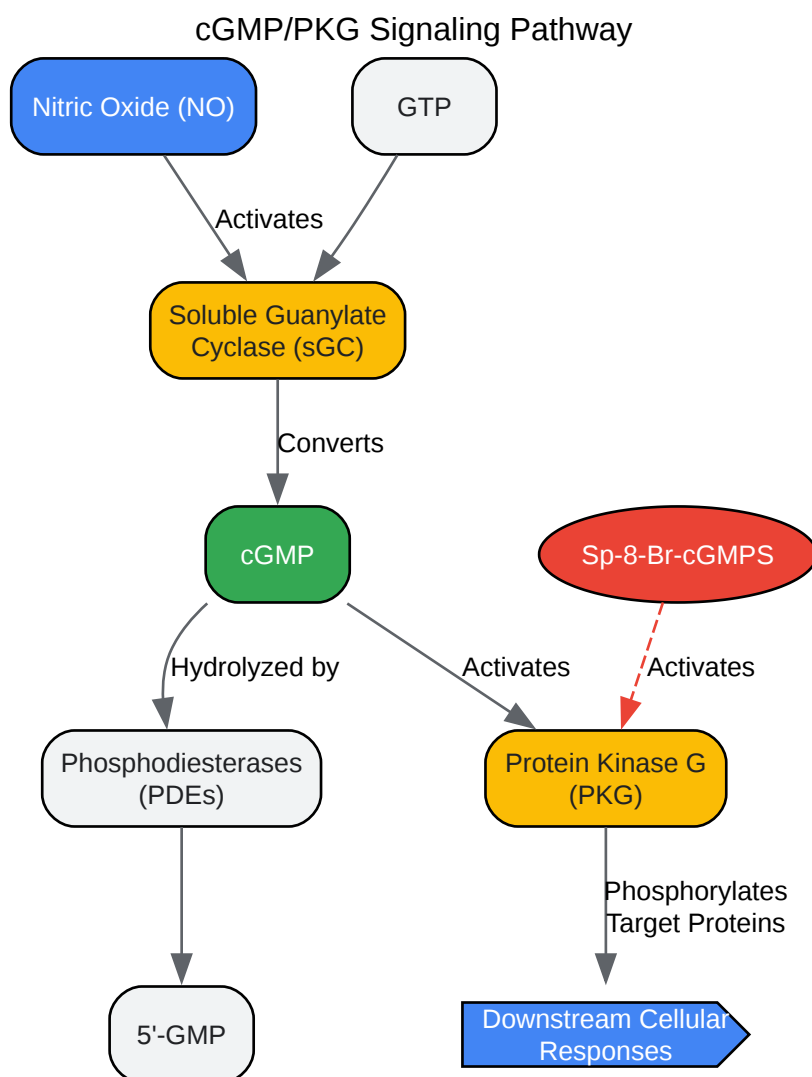 cGMP/PKG Signaling Pathway
Nitric Oxide (NO)
GTP
Activates
Soluble Guanylate
Cyclase (sGC)
Converts
cGMP
Sp-8-Br-cGMPS
Hydrolyzed by
Activates
Activates
Phosphodiesterases
(PDEs)
Protein Kinase G
(PKG)
Phosphorylates
Target Proteins
5'-GMP
Downstream Cellular
Responses